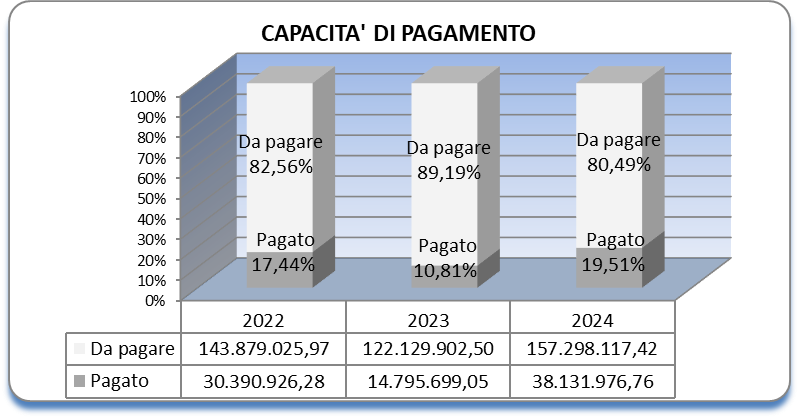 CAPACITA' DI PAGAMENTO
100%
90%
80%
70%
60%
50%
40%
30%
20%
10%
0%
Da pagare
82,56%
Pagato
17,44%
Da pagare
89,19%
Pagato
10,81%
Da pagare
80,49%
Pagato
19,51%
2022 2023 2024
Da pagare 143.879.025,97 122.129.902,50 157.298.117,42
Pagato 30.390.926,28 14.795.699,05 38.131.976,76